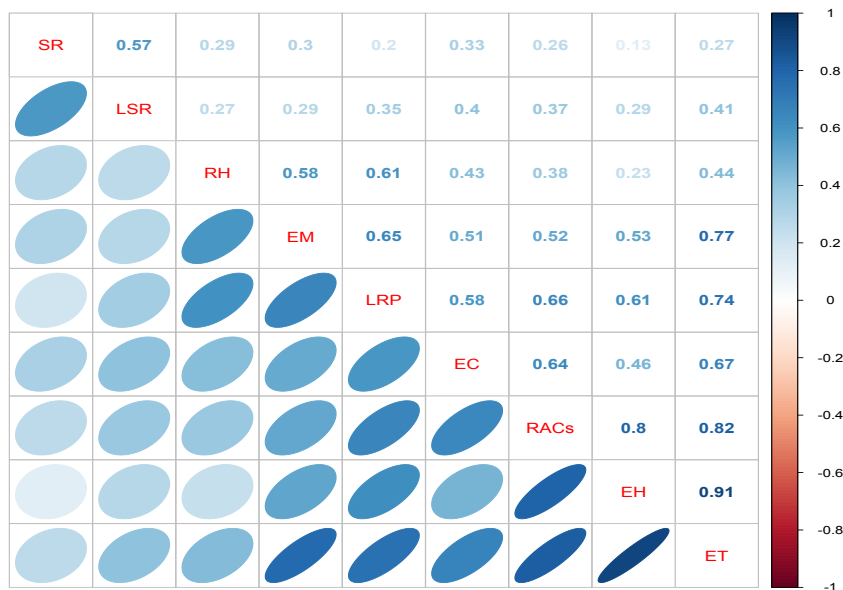 SR 0.57 0.29 0.3 0.2 0.33 0.26 0.13 0.27
LSR 0.27 0.29 0.35 0.4 0.37 0.29 0.41
RH 0.58 0.61 0.43 0.38 0.23 0.44
EM 0.65 0.51 0.52 0.53 0.77
LRP 0.58 0.66 0.61 0.74
EC 0.64 0.46 0.67
RACs 0.8 0.82
EH 0.91
ET
1
0.8
0.6
0.4
0.2
0
-0.2
-0.4
-0.6
-0.8
-1